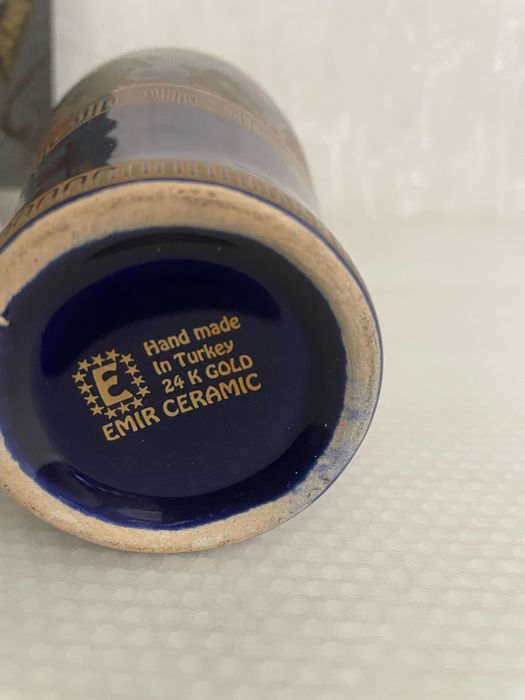 Hand made
In Turkey
24 K GOLD
E
EMIR CERAMIC